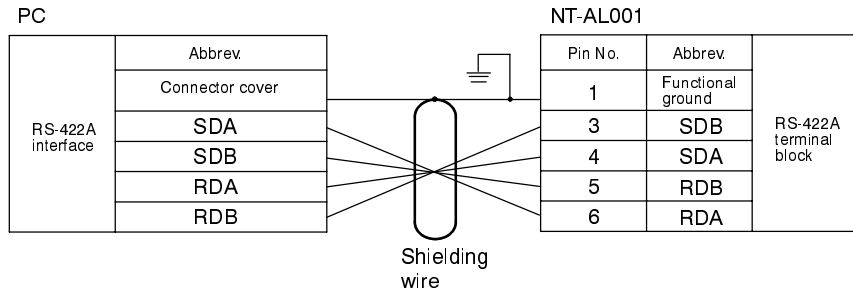 PC
NT-AL001
Abbrev.
Pin No.
Abbrev.
Connector cover
1
Functional
ground
RS-422A
interface
SDA
3
SDB
RS-422A
terminal
block
SDB
4
SDA
RDA
5
RDB
RDB
6
RDA
Shielding
wire